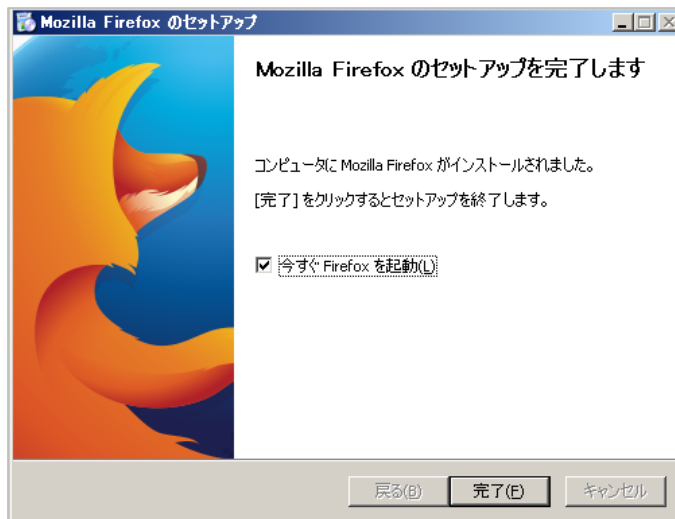 Mozilla Firefox のセットアップ
Mozilla Firefox のセットアップを完了します
コンピュータに Mozilla Firefox がインストールされました。
[完了] をクリックするとセットアップを終了します。
今すぐ Firefox を起動(L)
戻る(B) 完了(F) キャンセル